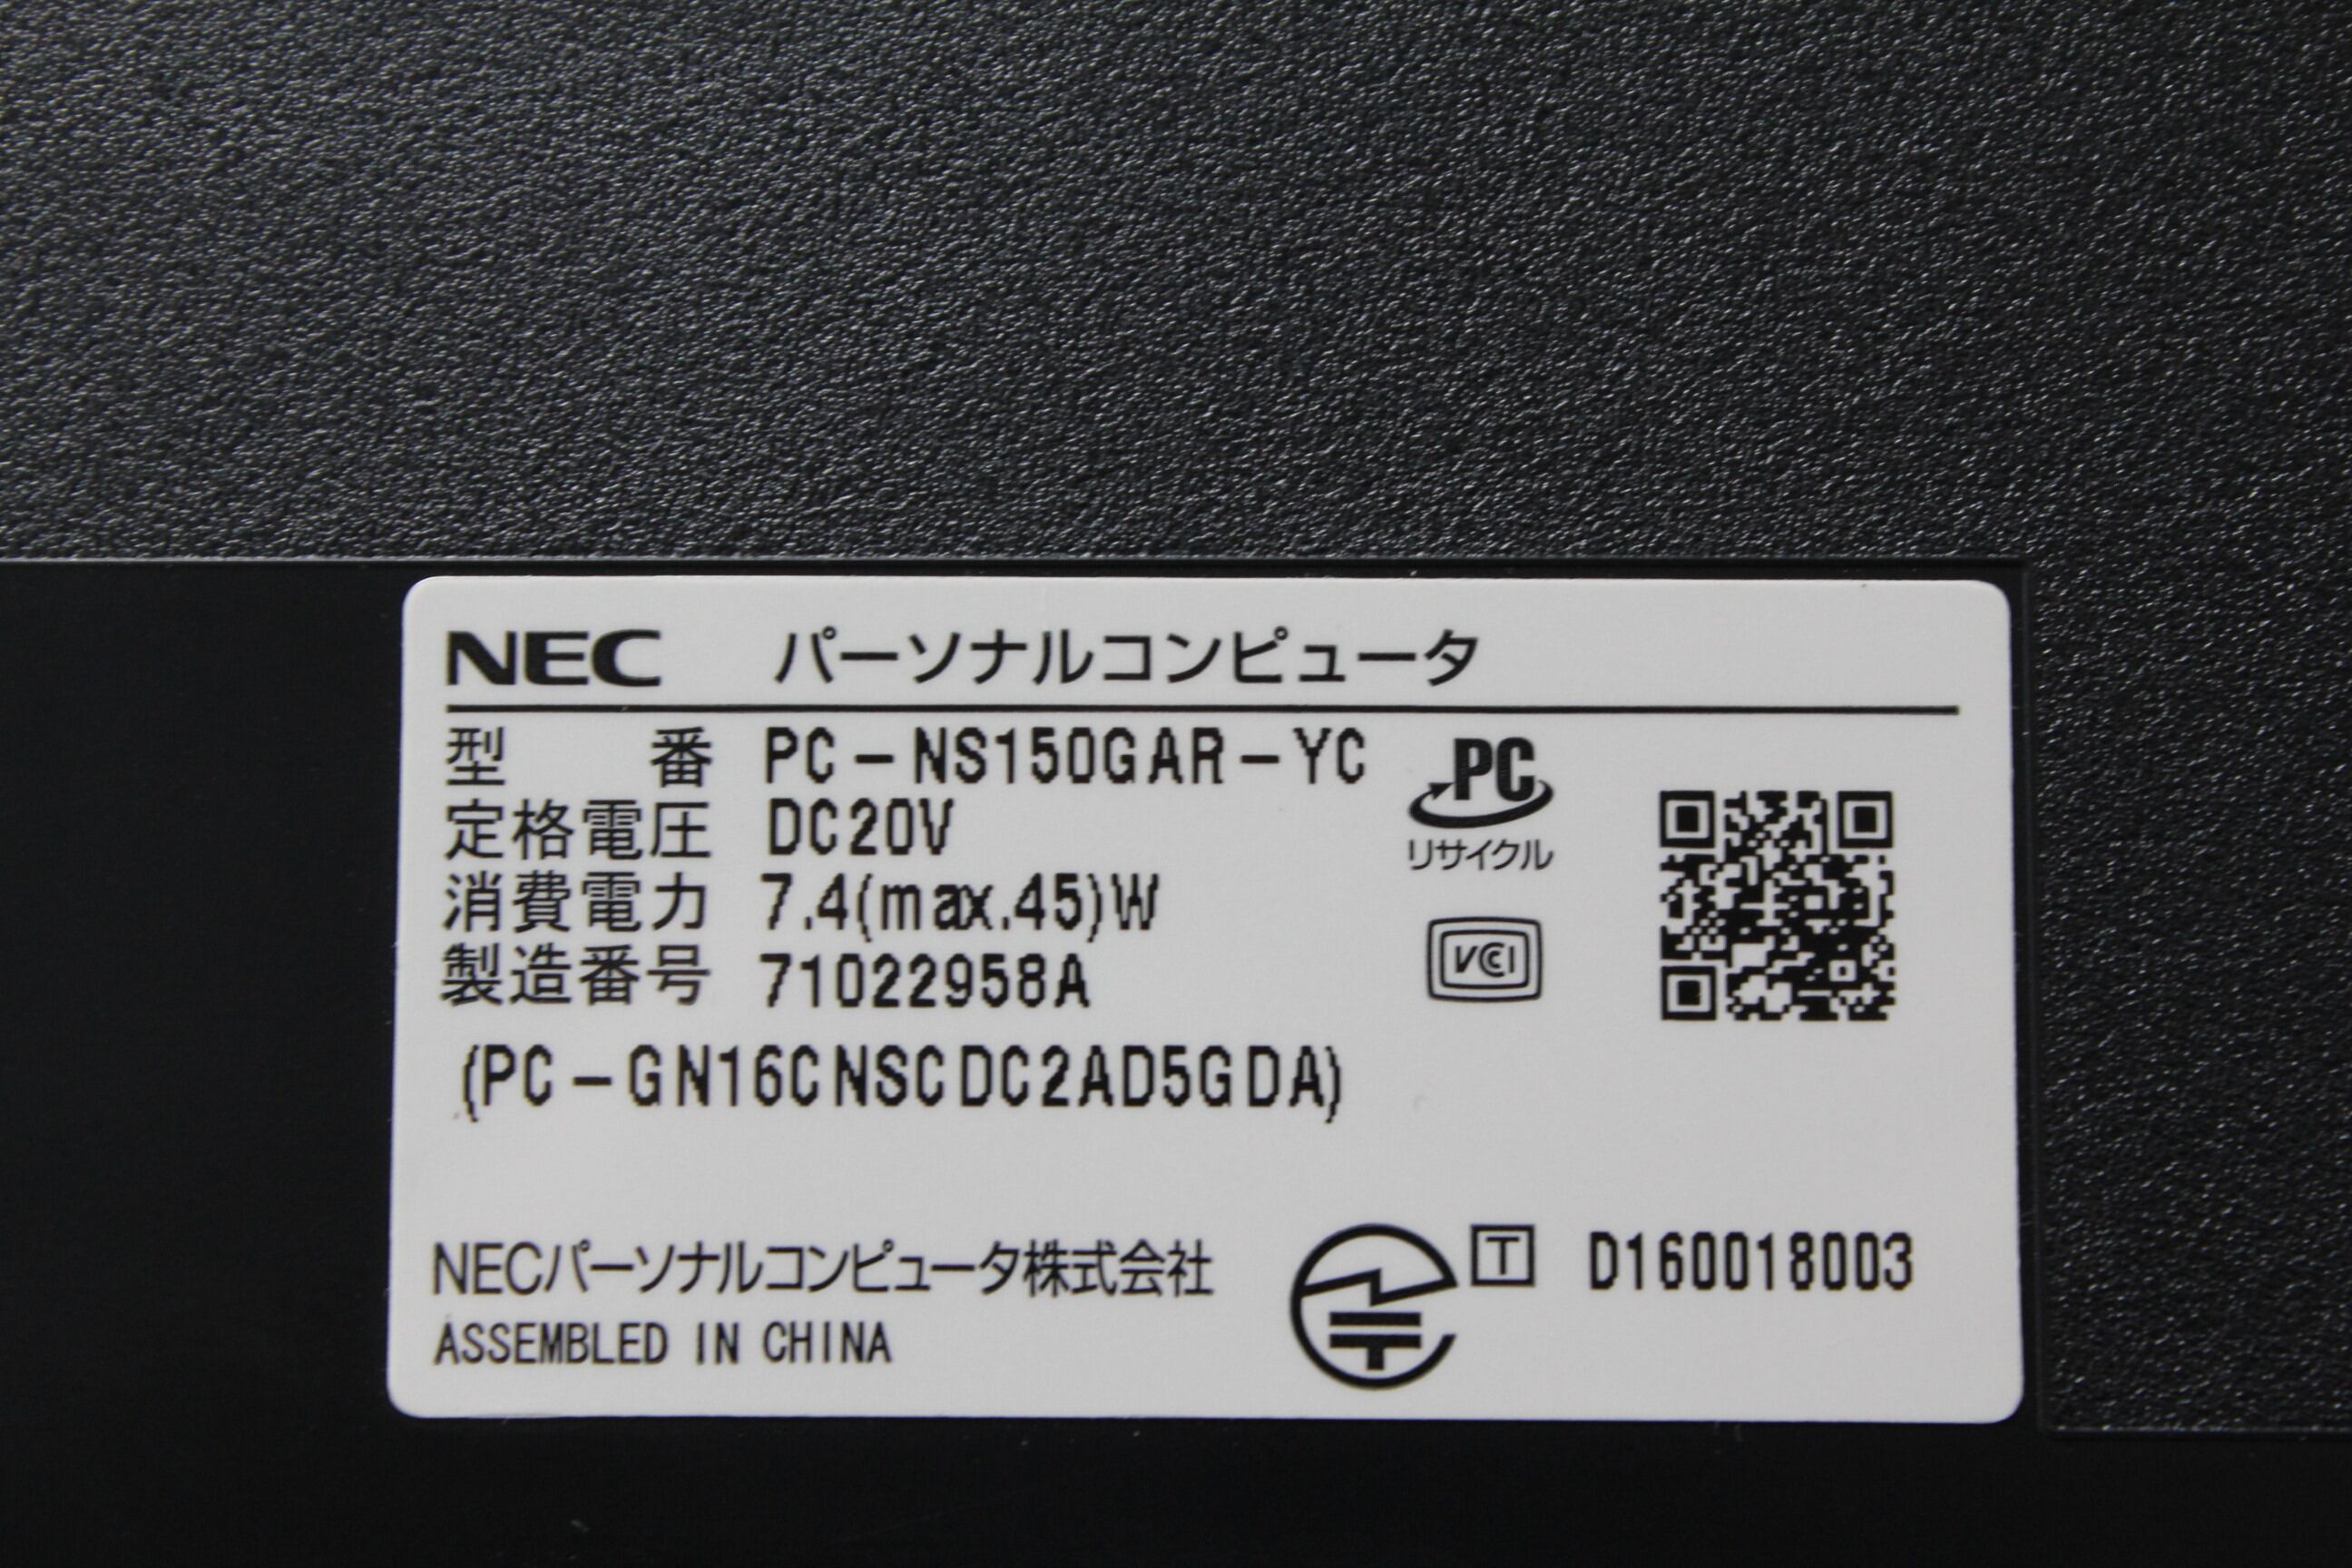 NEC パーソナルコンピュータ
型 番 PC-NS150GAR-YC
定格電圧 DC20V
消費電力 7.4(max.45)W
製造番号 71022958A
(PC-GN16CNSCDC2AD5GDA)
PC
リサイクル
VCCI
NECパーソナルコンピュータ株式会社
ASSEMBLED IN CHINA
T D160018003